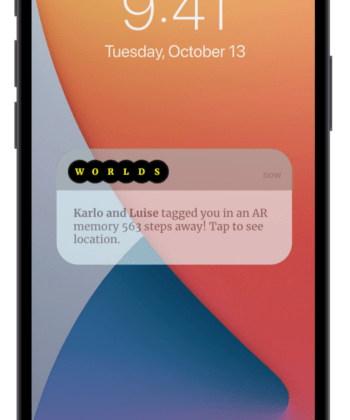 9:41
Tuesday, October 13
WORLDS
now
Karlo and Luise tagged you in an AR
memory 563 steps away! Tap to see
location.